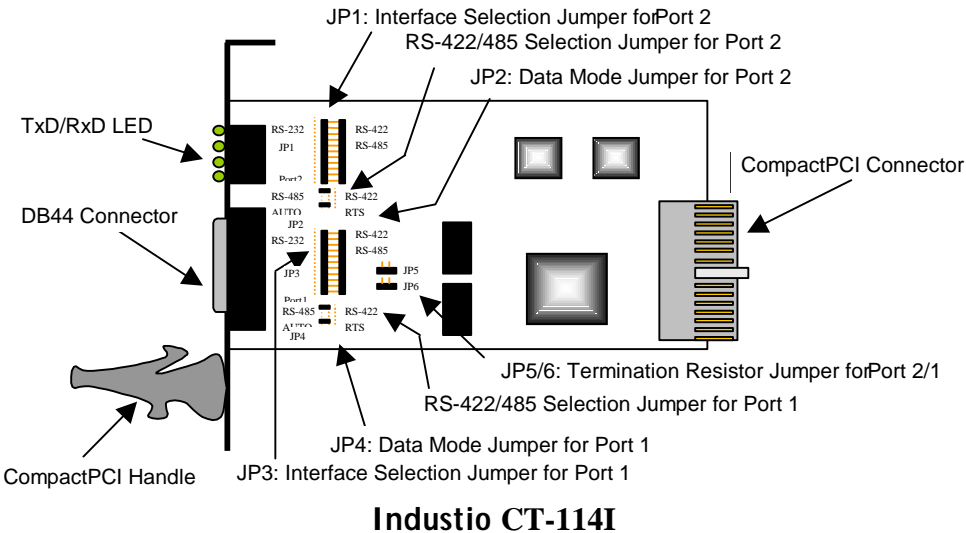 JP1: Interface Selection Jumper forPort 2
RS-422/485 Selection Jumper for Port 2
JP2: Data Mode Jumper for Port 2
TxD/RxD LED
RS-232
RS-422
JP1
RS-485
CompactPCI Connector
Port2
RS-485
RS-422
AUTO
RTS
DB44 Connector
JP2
RS-232
RS-422
RS-485
JP3
JP5
JP6
Port1
RS-485
RS-422
AUTO
RTS
JP4
JP5/6: Termination Resistor Jumper forPort 2/1
RS-422/485 Selection Jumper for Port 1
JP4: Data Mode Jumper for Port 1
CompactPCI Handle
JP3: Interface Selection Jumper for Port 1
Industio CT-114I